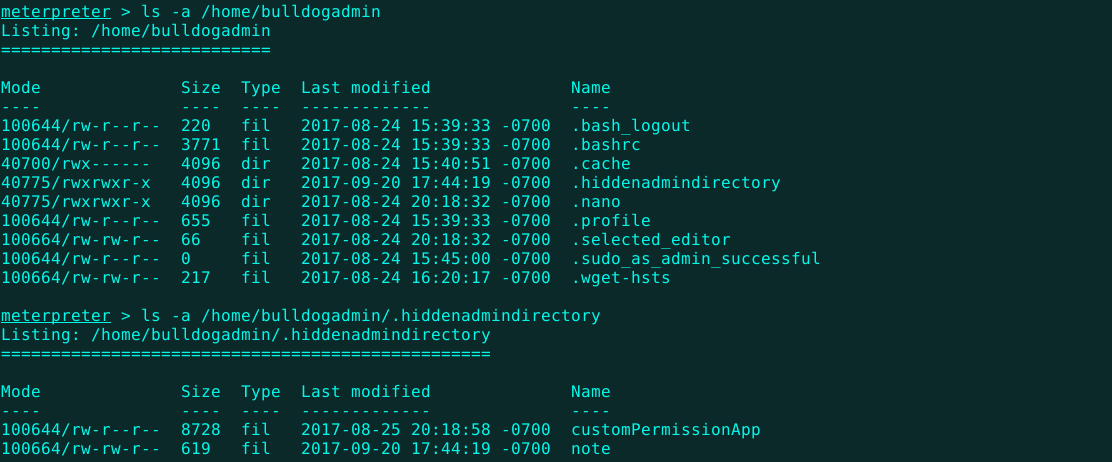 meterpreter > ls -a /home/bulldogadmin
Listing: /home/bulldogadmin
===========================
Mode Size Type Last modified Name
---- ---- ---- ------------- ----
100644/rw-r--r-- 220 fil 2017-08-24 15:39:33 -0700 .bash_logout
100644/rw-r--r-- 3771 fil 2017-08-24 15:39:33 -0700 .bashrc
40700/rwx------ 4096 dir 2017-08-24 15:40:51 -0700 .cache
40775/rwxrwxr-x 4096 dir 2017-09-20 17:44:19 -0700 .hiddenadmindirectory
40775/rwxrwxr-x 4096 dir 2017-08-24 20:18:32 -0700 .nano
100644/rw-r--r-- 655 fil 2017-08-24 15:39:33 -0700 .profile
100664/rw-rw-r-- 66 fil 2017-08-24 20:18:32 -0700 .selected_editor
100644/rw-r--r-- 0 fil 2017-08-24 15:45:00 -0700 .sudo_as_admin_successful
100664/rw-rw-r-- 217 fil 2017-08-24 16:20:17 -0700 .wget-hsts
meterpreter > ls -a /home/bulldogadmin/.hiddenadmindirectory
Listing: /home/bulldogadmin/.hiddenadmindirectory
=================================================
Mode Size Type Last modified Name
---- ---- ---- ------------- ----
100644/rw-r--r-- 8728 fil 2017-08-25 20:18:58 -0700 customPermissionApp
100664/rw-rw-r-- 619 fil 2017-09-20 17:44:19 -0700 note